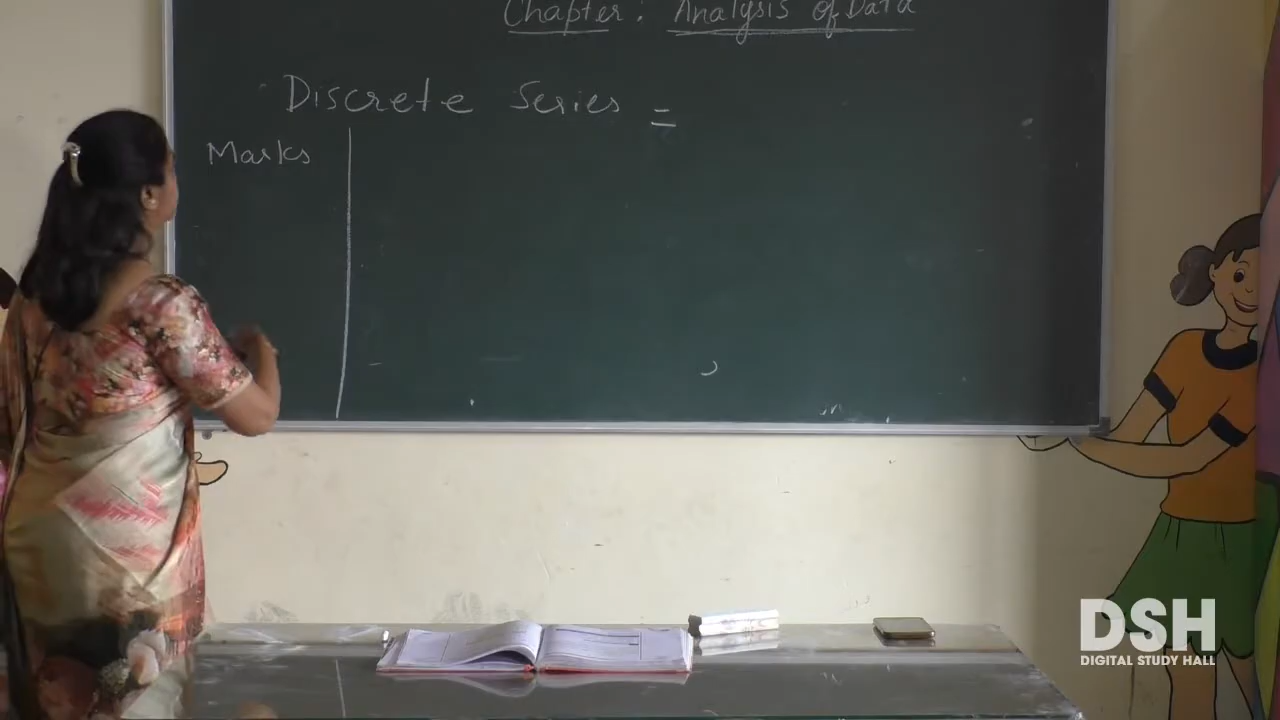 Chapter: Analysis of Data
Discrete Series =
Marks
DSH
DIGITAL STUDY HALL